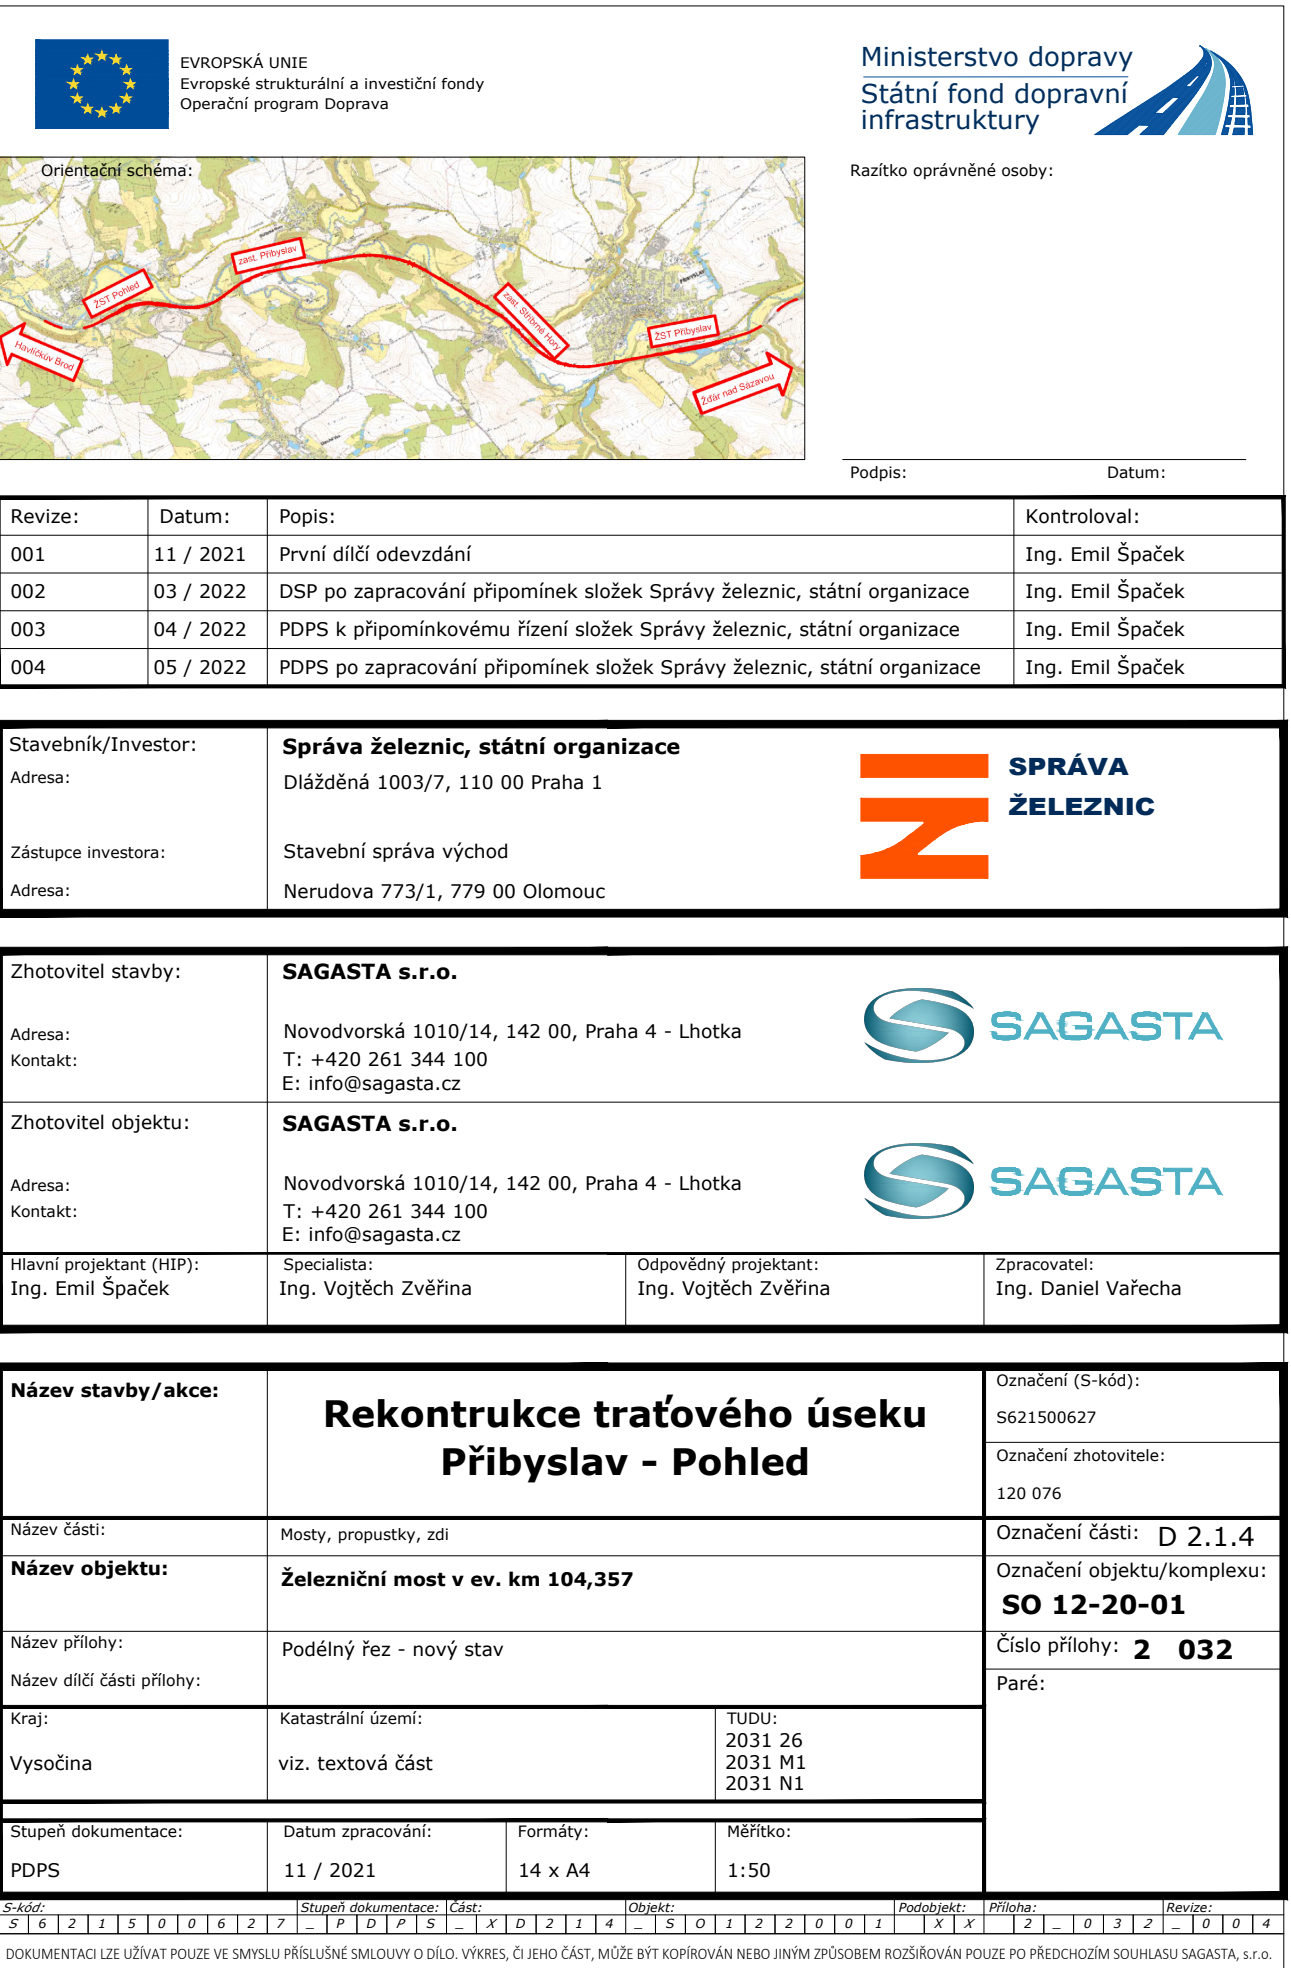 EVROPSKÁ UNIE
Evropské strukturální a investiční fondy
Operační program Doprava
Ministerstvo dopravy
Státní fond dopravní
infrastruktury
Orientační schéma:
Razítko oprávněné osoby:
zast. Přibyslav
ŽST Pohled
zast. Stříbrné Hory
ŽST Přibyslav
Havlíčkův Brod
Žďár nad Sázavou
Podpis: Datum:
Revize: Datum: Popis: Kontroloval:
001 11 / 2021 První dílčí odevzdání Ing. Emil Špaček
002 03 / 2022 DSP po zapracování připomínek složek Správy železnic, státní organizace Ing. Emil Špaček
003 04 / 2022 PDPS k připomínkovému řízení složek Správy železnic, státní organizace Ing. Emil Špaček
004 05 / 2022 PDPS po zapracování připomínek složek Správy železnic, státní organizace Ing. Emil Špaček
Stavebník/Investor: Správa železnic, státní organizace
Adresa: Dlážděná 1003/7, 110 00 Praha 1
SPRÁVA
ŽELEZNIC
Zástupce investora: Stavební správa východ
Adresa: Nerudova 773/1, 779 00 Olomouc
Zhotovitel stavby: SAGASTA s.r.o.
SAGASTA
Adresa: Novodvorská 1010/14, 142 00, Praha 4 - Lhotka
Kontakt: T: +420 261 344 100
E: info@sagasta.cz
Zhotovitel objektu: SAGASTA s.r.o.
SAGASTA
Adresa: Novodvorská 1010/14, 142 00, Praha 4 - Lhotka
Kontakt: T: +420 261 344 100
E: info@sagasta.cz
Hlavní projektant (HIP): Specialista: Odpovědný projektant: Zpracovatel:
Ing. Emil Špaček Ing. Vojtěch Zvěřina Ing. Vojtěch Zvěřina Ing. Daniel Vařecha
Název stavby/akce: Rekontrukce traťového úseku
Přibyslav - Pohled
Označení (S-kód):
S621500627
Označení zhotovitele:
120 076
Název části: Mosty, propustky, zdi Označení části: D 2.1.4
Název objektu: Železniční most v ev. km 104,357 Označení objektu/komplexu:
SO 12-20-01
Název přílohy: Podélný řez - nový stav Číslo přílohy: 2 032
Název dílčí části přílohy: Paré:
Kraj: Katastrální území: TUDU:
Vysočina viz. textová část
2031 26
2031 M1
2031 N1
Stupeň dokumentace: Datum zpracování: Formáty: Měřítko:
PDPS 11 / 2021 14 x A4 1:50
S-kód: Stupeň dokumentace: Část: Objekt: Podobjekt: Příloha: Revize:
S 6 2 1 5 0 0 6 2 7 _ P D P S _ X D 2 1 4 _ S O 1 2 2 0 0 1 X X 2 _ 0 3 2 _ 0 0 4
DOKUMENTACI LZE UŽÍVAT POUZE VE SMYSLU PŘÍSLUŠNÉ SMLOUVY O DÍLO. VÝKRES, ČI JEHO ČÁST, MŮŽE BÝT KOPÍROVÁN NEBO JINÝM ZPŮSOBEM ROZŠIŘOVÁN POUZE PO PŘEDCHOZÍM SOUHLASU SAGASTA, s.r.o.